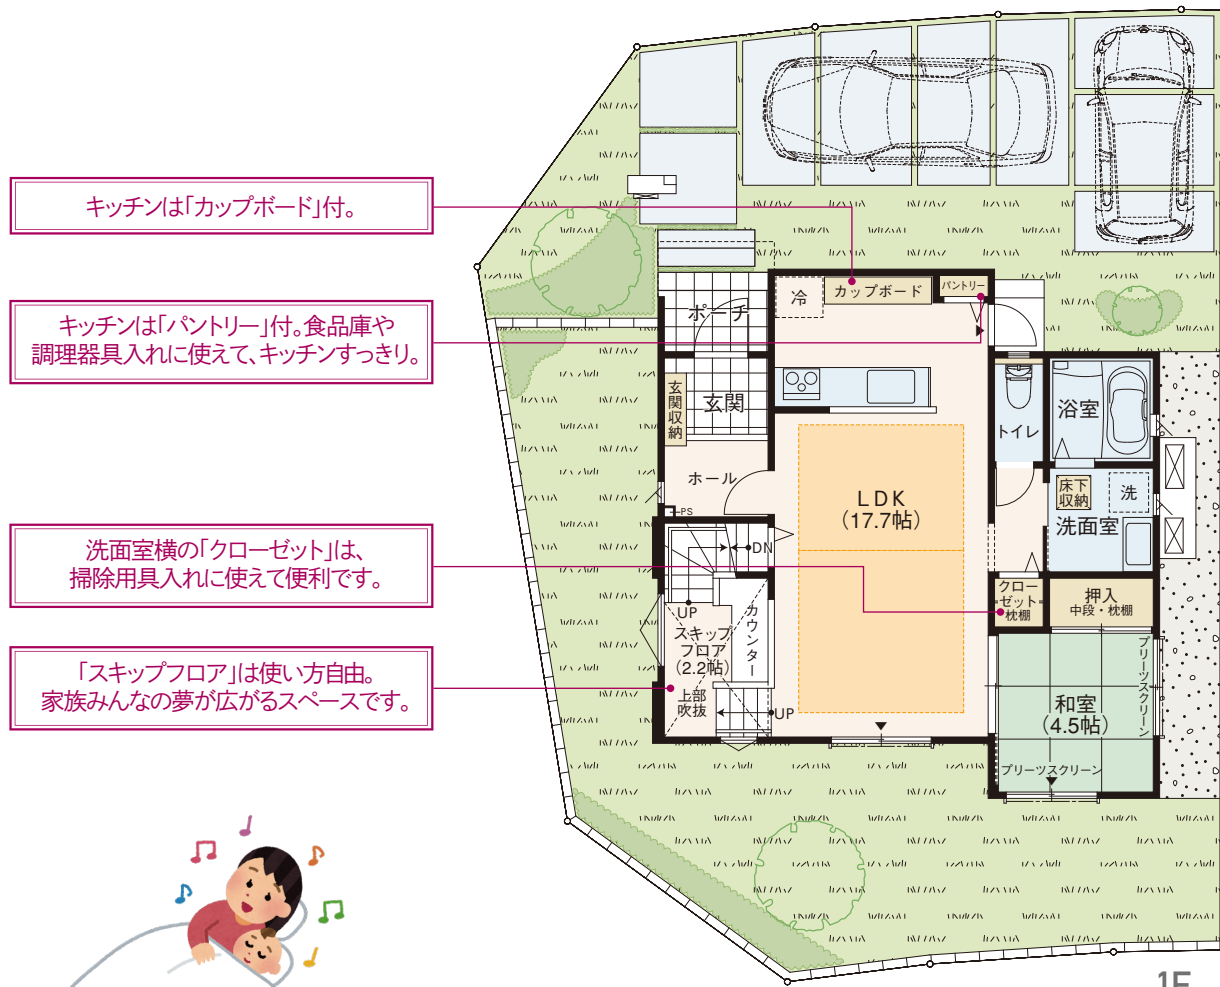 キッチンは「カップボード」付。
キッチンは「パントリー」付。食品庫や
調理器具入れに使えて、キッチンすっきり。
洗面室横の「クローゼット」は、
掃除用具入れに使えて便利です。
「スキップフロア」は使い方自由。
家族みんなの夢が広がるスペースです。
ポーチ
冷
カップボード
パントリー
玄関収納
玄関
トイレ
浴室
ホール
PS
LDK
(17.7帖)
床下
収納
洗
洗面室
DN
UP
カウンター
スキップ
フロア
(2.2帖)
上部
吹抜
UP
クロー
ゼット
枕棚
押入
中段・枕棚
プリーツスクリーン
和室
(4.5帖)
プリーツスクリーン
1F